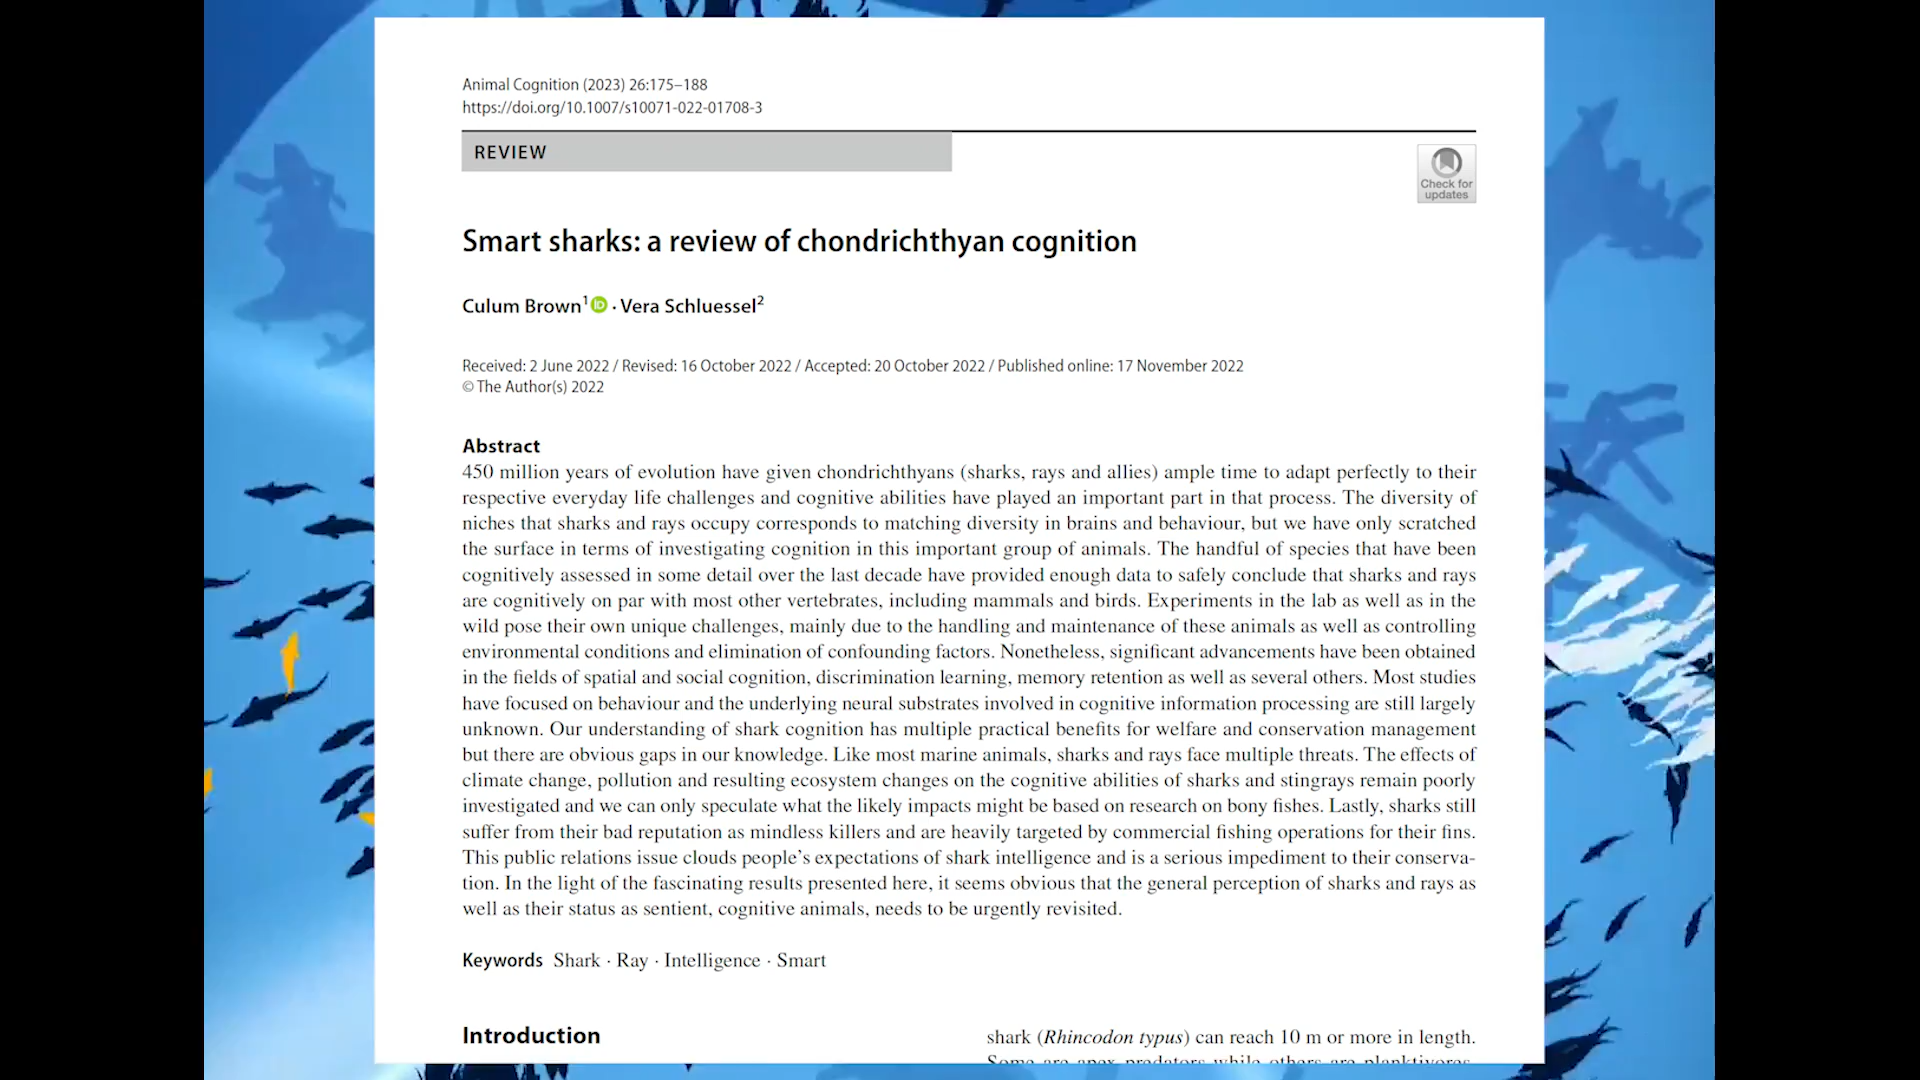 Animal Cognition (2023) 26:175–188
https://doi.org/10.1007/s10071-022-01708-3
REVIEW
Check for
updates
Smart sharks: a review of chondrichthyan cognition
Culum Brown1 iD · Vera Schluessel2
Received: 2 June 2022 / Revised: 16 October 2022 / Accepted: 20 October 2022 / Published online: 17 November 2022
© The Author(s) 2022
Abstract
450 million years of evolution have given chondrichthyans (sharks, rays and allies) ample time to adapt perfectly to their
respective everyday life challenges and cognitive abilities have played an important part in that process. The diversity of
niches that sharks and rays occupy corresponds to matching diversity in brains and behaviour, but we have only scratched
the surface in terms of investigating cognition in this important group of animals. The handful of species that have been
cognitively assessed in some detail over the last decade have provided enough data to safely conclude that sharks and rays
are cognitively on par with most other vertebrates, including mammals and birds. Experiments in the lab as well as in the
wild pose their own unique challenges, mainly due to the handling and maintenance of these animals as well as controlling
environmental conditions and elimination of confounding factors. Nonetheless, significant advancements have been obtained
in the fields of spatial and social cognition, discrimination learning, memory retention as well as several others. Most studies
have focused on behaviour and the underlying neural substrates involved in cognitive information processing are still largely
unknown. Our understanding of shark cognition has multiple practical benefits for welfare and conservation management
but there are obvious gaps in our knowledge. Like most marine animals, sharks and rays face multiple threats. The effects of
climate change, pollution and resulting ecosystem changes on the cognitive abilities of sharks and stingrays remain poorly
investigated and we can only speculate what the likely impacts might be based on research on bony fishes. Lastly, sharks still
suffer from their bad reputation as mindless killers and are heavily targeted by commercial fishing operations for their fins.
This public relations issue clouds people’s expectations of shark intelligence and is a serious impediment to their conserva-
tion. In the light of the fascinating results presented here, it seems obvious that the general perception of sharks and rays as
well as their status as sentient, cognitive animals, needs to be urgently revisited.
Keywords Shark · Ray · Intelligence · Smart
Introduction
shark (Rhincodon typus) can reach 10 m or more in length.
Some are apex predators while others are planktivores.